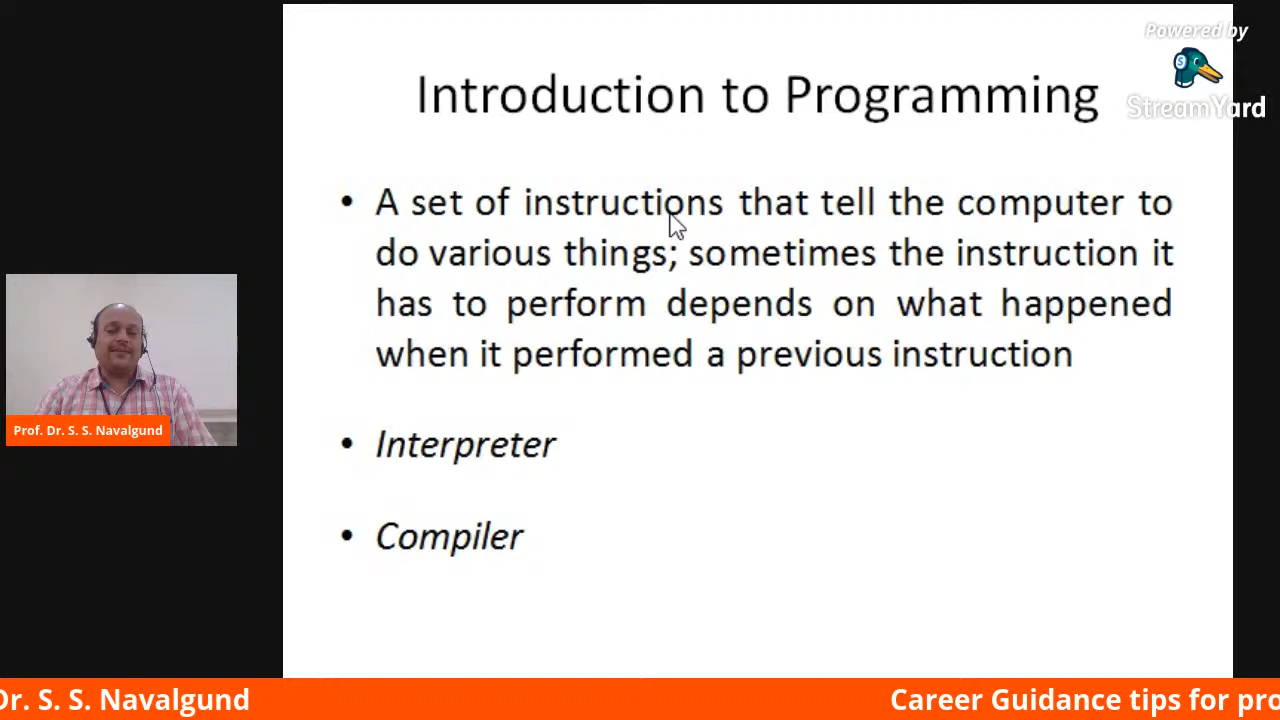 Powered by
StreamYard
Introduction to Programming
• A set of instructions that tell the computer to
do various things; sometimes the instruction it
has to perform depends on what happened
when it performed a previous instruction
• Interpreter
• Compiler
Prof. Dr. S. S. Navalgund
Dr. S. S. Navalgund
Career Guidance tips for pro